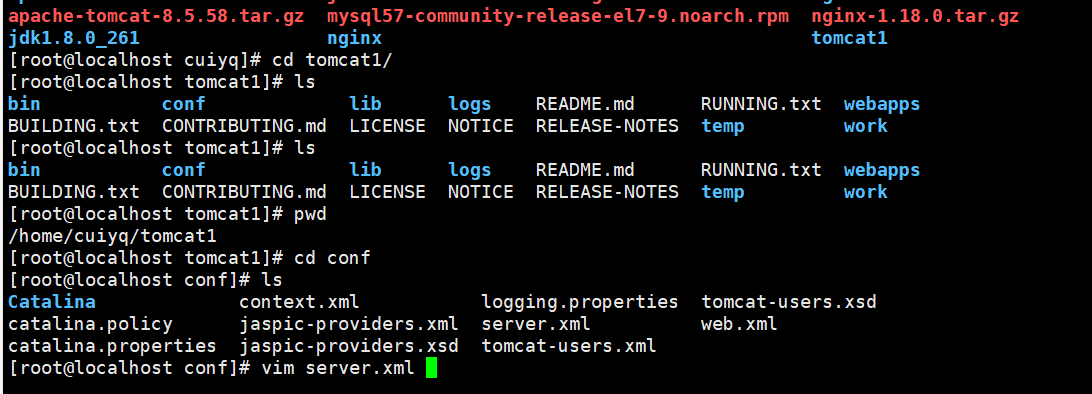 apache-tomcat-8.5.58.tar.gz  mysql57-community-release-el7-9.noarch.rpm  nginx-1.18.0.tar.gz
jdk1.8.0_261                 nginx                                       tomcat1
[root@localhost cuiyq]# cd tomcat1/
[root@localhost tomcat1]# ls
bin           conf             lib      logs    README.md      RUNNING.txt  webapps
BUILDING.txt  CONTRIBUTING.md  LICENSE  NOTICE  RELEASE-NOTES  temp         work
[root@localhost tomcat1]# ls
bin           conf             lib      logs    README.md      RUNNING.txt  webapps
BUILDING.txt  CONTRIBUTING.md  LICENSE  NOTICE  RELEASE-NOTES  temp         work
[root@localhost tomcat1]# pwd
/home/cuiyq/tomcat1
[root@localhost tomcat1]# cd conf
[root@localhost conf]# ls
Catalina             context.xml           logging.properties  tomcat-users.xsd
catalina.policy      jaspic-providers.xml  server.xml          web.xml
catalina.properties  jaspic-providers.xsd  tomcat-users.xml
[root@localhost conf]# vim server.xml